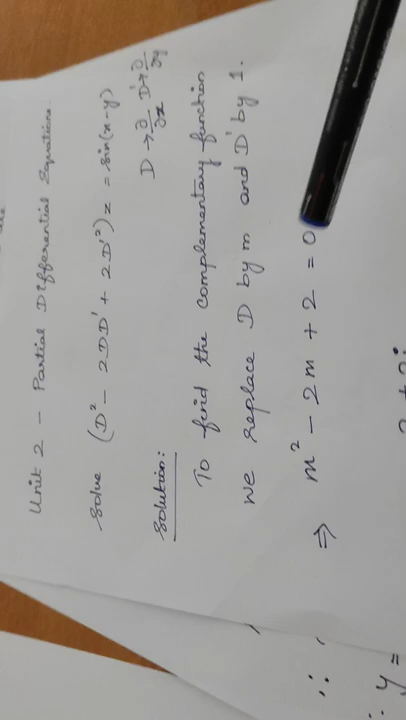 Unit 2 - Partial Differential Equations.
Solve (D² - 2DD' + 2D'²)z = sin(x-y)
D → ∂/∂x D' → ∂/∂y
Solution:
To find the complementary function
we replace D by m and D' by 1.
⇒ m² - 2m + 2 = 0
∴ y =